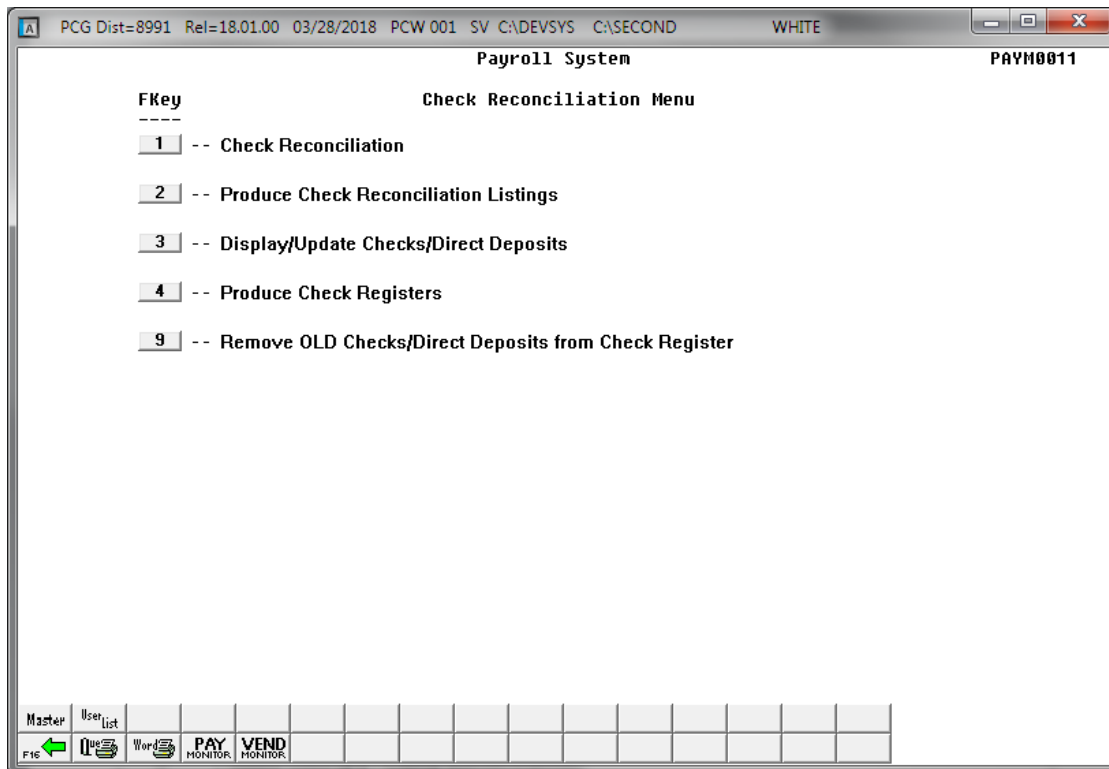 A PCG Dist=8991 Rel=18.01.00 03/28/2018 PCW 001 SV C:\DEVSYS C:\SECOND WHITE
Payroll System PAYM0011
FKey Check Reconciliation Menu
----
1 -- Check Reconciliation
2 -- Produce Check Reconciliation Listings
3 -- Display/Update Checks/Direct Deposits
4 -- Produce Check Registers
9 -- Remove OLD Checks/Direct Deposits from Check Register
Master User List
F16 Que Word PAY MONITOR VEND MONITOR